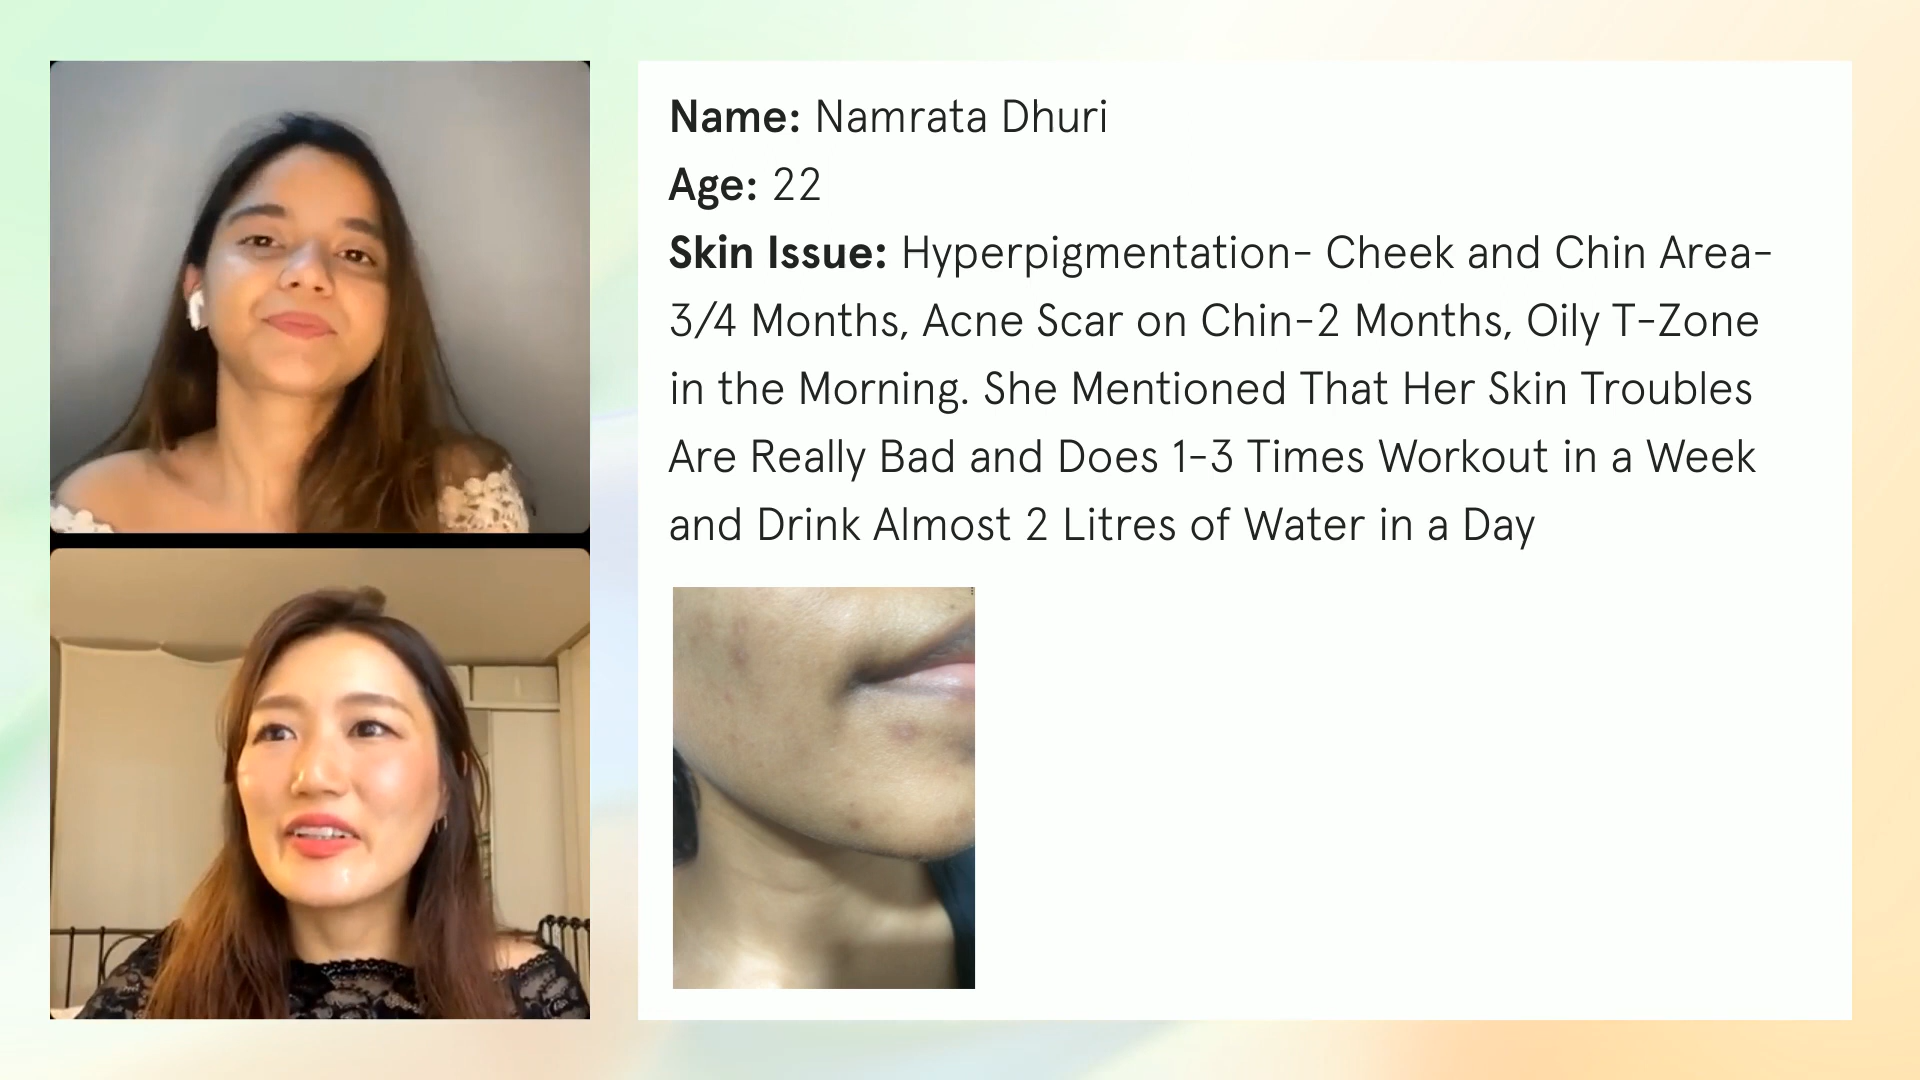 Name: Namrata Dhuri
Age: 22
Skin Issue: Hyperpigmentation- Cheek and Chin Area-
3/4 Months, Acne Scar on Chin-2 Months, Oily T-Zone
in the Morning. She Mentioned That Her Skin Troubles
Are Really Bad and Does 1-3 Times Workout in a Week
and Drink Almost 2 Litres of Water in a Day